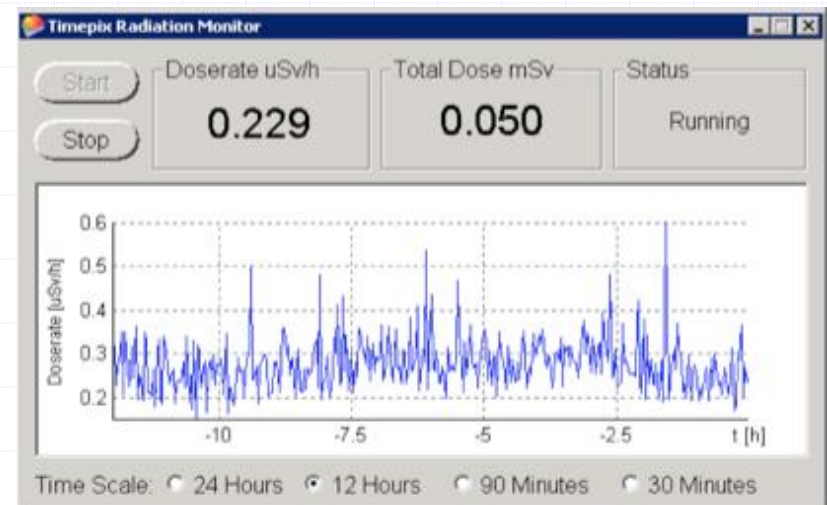 Timepix Radiation Monitor
Start
Doserate uSv/h
Total Dose mSv
Status
0.229
0.050
Running
Stop
0.6
0.5
0.4
0.3
0.2
Doserate [uSv/h]
-10
-7.5
-5
-2.5
t [h]
Time Scale: 24 Hours 12 Hours 90 Minutes 30 Minutes